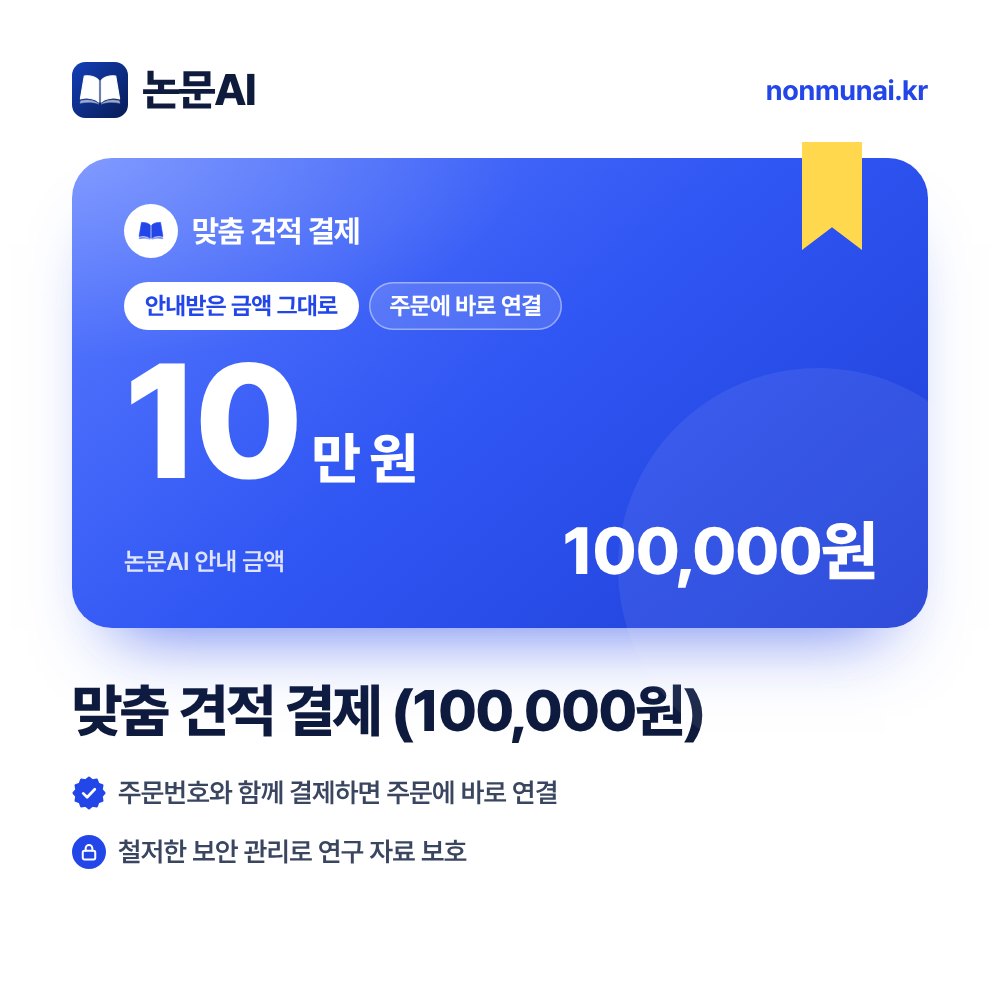 논문AI
nonmunai.kr
맞춤 견적 결제
안내받은 금액 그대로
주문에 바로 연결
10만 원
논문AI 안내 금액
100,000원
맞춤 견적 결제 (100,000원)
주문번호와 함께 결제하면 주문에 바로 연결
철저한 보안 관리로 연구 자료 보호